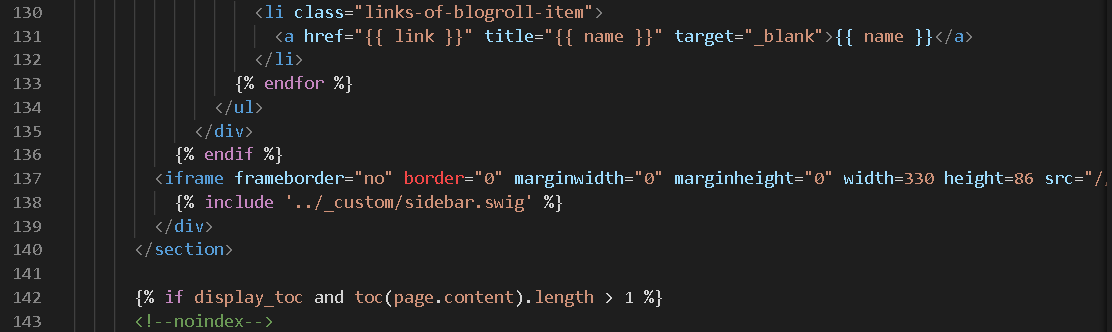 130 <li class="links-of-blogroll-item">
131 <a href="{{ link }}" title="{{ name }}" target="_blank">{{ name }}</a>
132 </li>
133 {% endfor %}
134 </ul>
135 </div>
136 {% endif %}
137 <iframe frameborder="no" border="0" marginwidth="0" marginheight="0" width=330 height=86 src="//
138 {% include '../_custom/sidebar.swig' %}
139 </div>
140 </section>
141
142 {% if display_toc and toc(page.content).length > 1 %}
143 <!--noindex-->